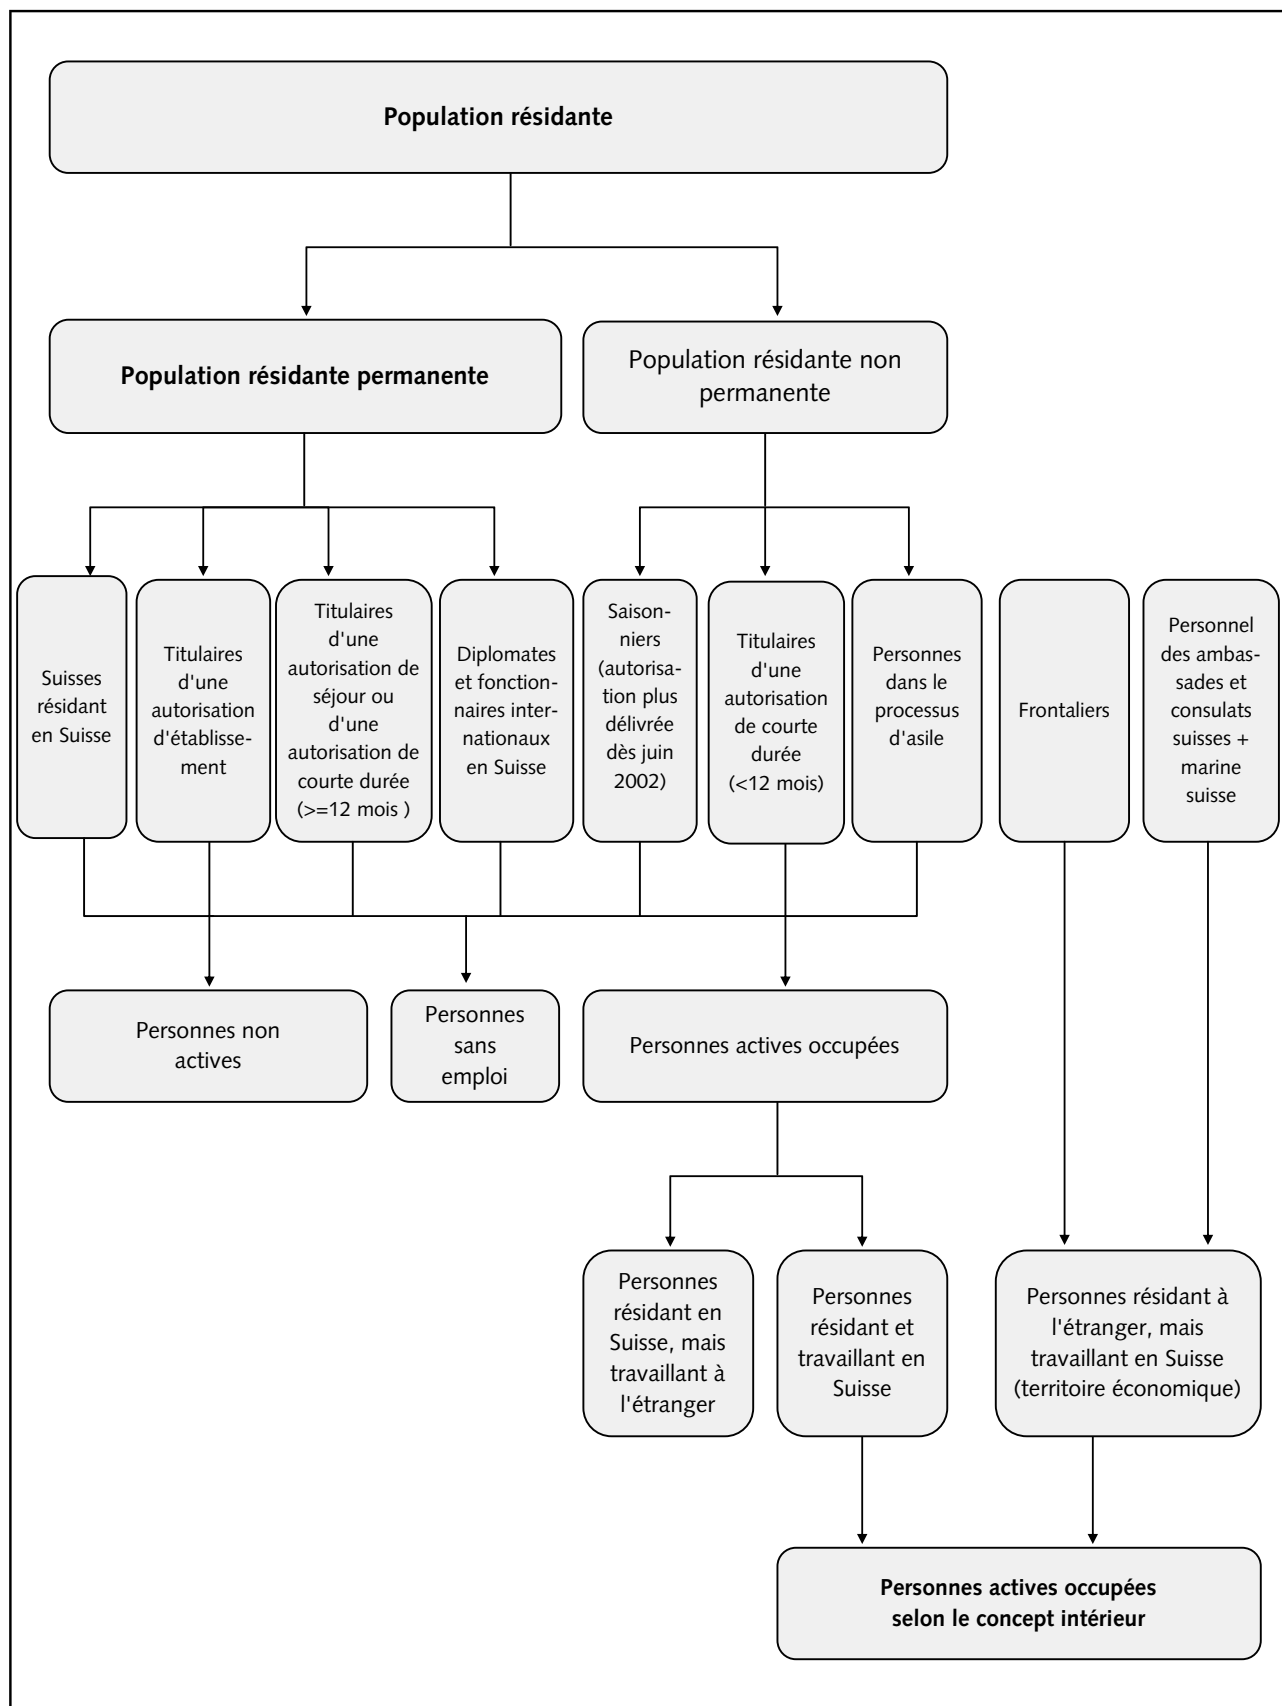 Population résidante
Population résidante permanente
Population résidante non
permanente
Suisses
résidant
en Suisse
Titulaires
d'une
autorisation
d'établisse-
ment
Titulaires
d'une
autorisation de
séjour ou
d'une
autorisation de
courte durée
(>=12 mois )
Diplomates
et fonction-
naires inter-
nationaux
en Suisse
Saison-
niers
(autorisa-
tion plus
délivrée
dès juin
2002)
Titulaires
d'une
autorisation
de courte
durée
(<12 mois)
Personnes
dans le
processus
d'asile
Frontaliers
Personnel
des ambas-
sades et
consulats
suisses +
marine
suisse
Personnes non
actives
Personnes
sans
emploi
Personnes actives occupées
Personnes
résidant en
Suisse, mais
travaillant à
l'étranger
Personnes
résidant et
travaillant en
Suisse
Personnes résidant à
l'étranger, mais
travaillant en Suisse
(territoire économique)
Personnes actives occupées
selon le concept intérieur